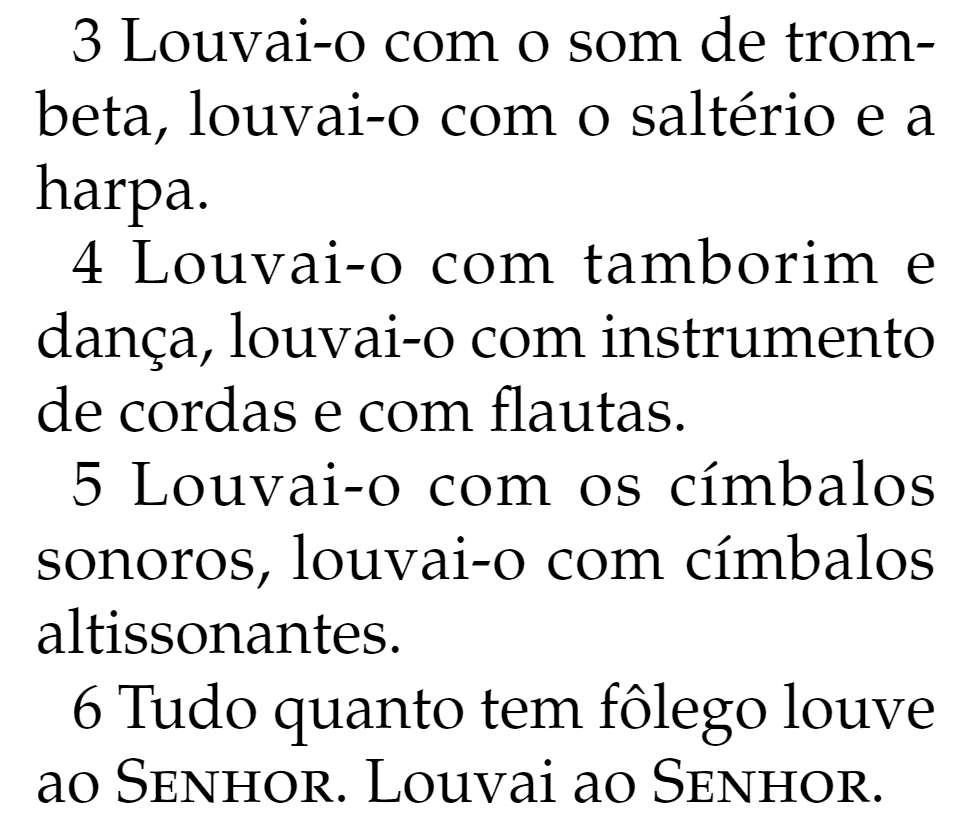 3 Louvai-o com o som de trom-
beta, louvai-o com o saltério e a
harpa.
4 Louvai-o com tamborim e
dança, louvai-o com instrumento
de cordas e com flautas.
5 Louvai-o com os címbalos
sonoros, louvai-o com címbalos
altissonantes.
6 Tudo quanto tem fôlego louve
ao SENHOR. Louvai ao SENHOR.